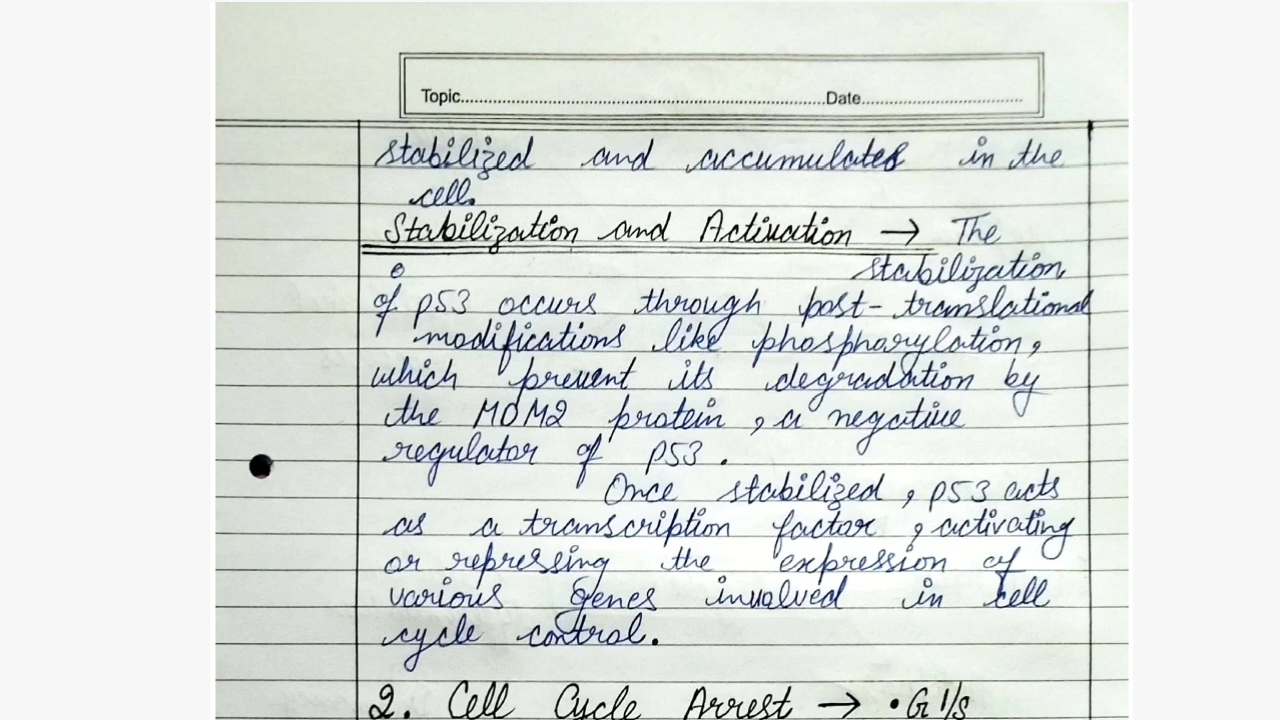 Topic..........Date..........
stabilized and accumulates in the
cell.
Stabilization and Activation → The
stabilization
of p53 occurs through post-translational
modifications like phosphorylation,
which prevent its degradation by
the MDM2 protein, a negative
regulator of p53.
Once stabilized, p53 acts
as a transcription factor, activating
or repressing the expression of
various genes involved in cell
cycle control.
2. Cell Cycle Arrest → • G1/s